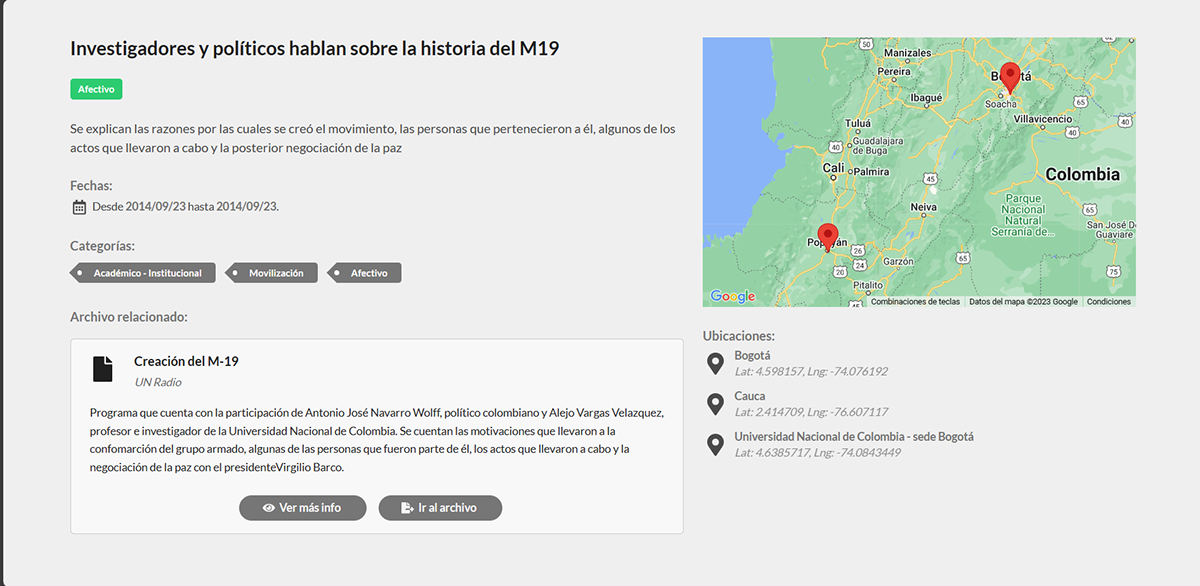 Investigadores y políticos hablan sobre la historia del M19
Afectivo
Se explican las razones por las cuales se creó el movimiento, las personas que pertenecieron a él, algunos de los
actos que llevaron a cabo y la posterior negociación de la paz
Fechas:
Desde 2014/09/23 hasta 2014/09/23.
Categorías:
Académico - Institucional
Movilización
Afectivo
Archivo relacionado:
Creación del M-19
UN Radio
Programa que cuenta con la participación de Antonio José Navarro Wolff, político colombiano y Alejo Vargas Velazquez,
profesor e investigador de la Universidad Nacional de Colombia. Se cuentan las motivaciones que llevaron a la
confomarción del grupo armado, algunas de las personas que fueron parte de él, los actos que llevaron a cabo y la
negociación de la paz con el presidenteVirgilio Barco.
Ver más info
Ir al archivo
50
Manizales
Pereira
Ibagué
Soacha
65
Villavicencio
40
40
Tuluá
40
Guadalajara
de Buga
Cali
Palmira
45
Colombia
Neiva
Parque
Nacional
Natural
Serranía de...
65
San José D
Guaviare
26
24
20
Garzón
65
75
Pitalito
45
Google
Combinaciones de teclas
Datos del mapa ©2023 Google
Condiciones
Ubicaciones:
Bogotá
Lat: 4.598157, Lng: -74.076192
Cauca
Lat: 2.414709, Lng: -76.607117
Universidad Nacional de Colombia - sede Bogotá
Lat: 4.6385717, Lng: -74.0843449